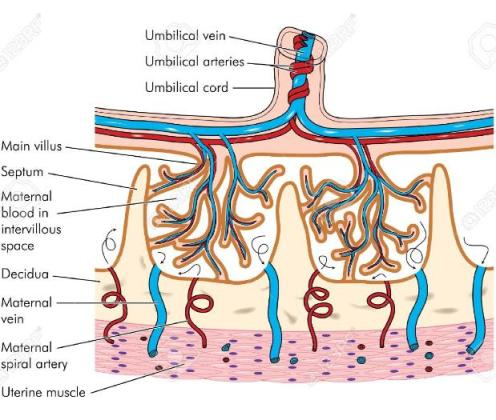 Umbilical vein
Umbilical arteries
Umbilical cord
Main villus
Septum
Maternal
blood in
intervillous
space
Decidua
Maternal
vein
Maternal
spiral artery
Uterine muscle